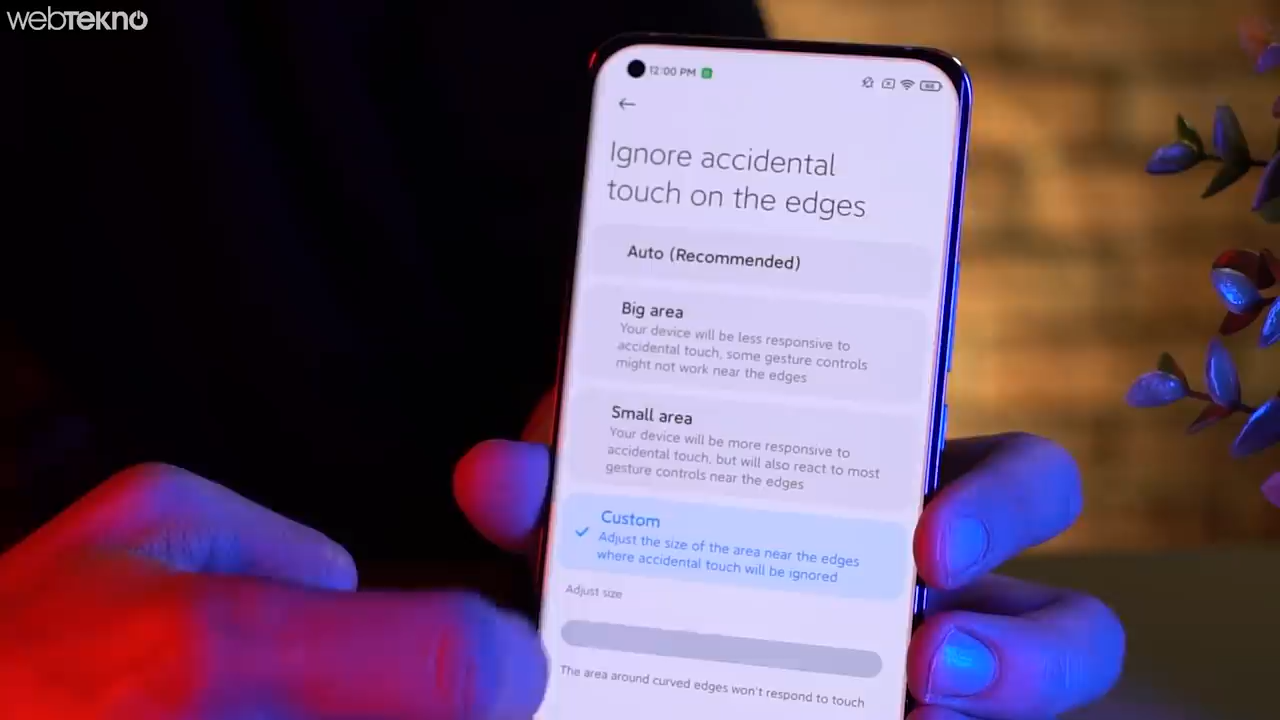 webTEKNO
12:00 PM
Ignore accidental
touch on the edges
Auto (Recommended)
Big area
Your device will be less responsive to
accidental touch, some gesture controls
might not work near the edges
Small area
Your device will be more responsive to
accidental touch, but will also react to most
gesture controls near the edges
Custom
Adjust the size of the area near the edges
where accidental touch will be ignored
Adjust size
The area around curved edges won't respond to touch